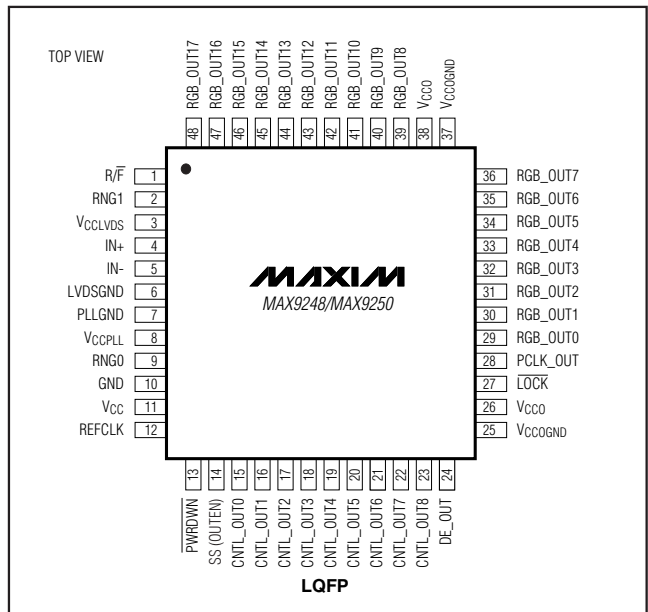 TOP VIEW
RGB_OUT17
RGB_OUT16
RGB_OUT15
RGB_OUT14
RGB_OUT13
RGB_OUT12
RGB_OUT11
RGB_OUT10
RGB_OUT9
RGB_OUT8
VCCO
VCCOGND
48
47
46
45
44
43
42
41
40
39
38
37
R/F̅ 1
RNG1 2
VCCLVDS 3
IN+ 4
IN- 5
LVDSGND 6
PLLGND 7
VCCPLL 8
RNG0 9
GND 10
VCC 11
REFCLK 12
MAXIM
MAX9248/MAX9250
36 RGB_OUT7
35 RGB_OUT6
34 RGB_OUT5
33 RGB_OUT4
32 RGB_OUT3
31 RGB_OUT2
30 RGB_OUT1
29 RGB_OUT0
28 PCLK_OUT
27 L̅O̅C̅K̅
26 VCCO
25 VCCOGND
13
14
15
16
17
18
19
20
21
22
23
24
P̅W̅R̅D̅W̅N̅
SS (OUTEN)
CNTL_OUT0
CNTL_OUT1
CNTL_OUT2
CNTL_OUT3
CNTL_OUT4
CNTL_OUT5
CNTL_OUT6
CNTL_OUT7
CNTL_OUT8
DE_OUT
LQFP